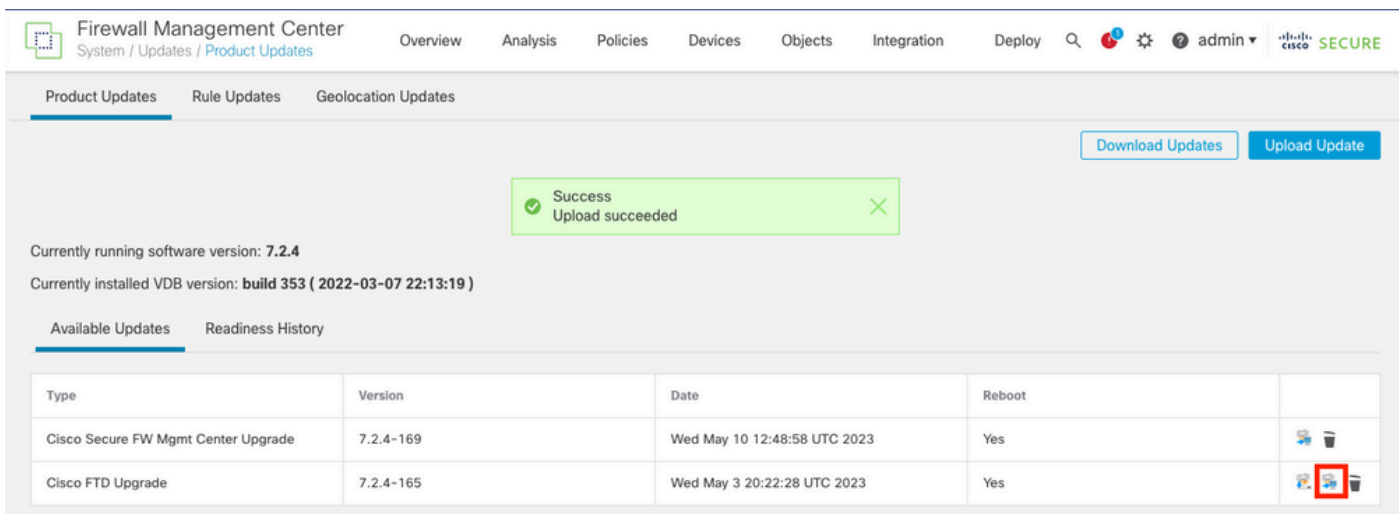 Firewall Management Center
System / Updates / Product Updates
Overview Analysis Policies Devices Objects Integration Deploy admin
cisco SECURE
Product Updates Rule Updates Geolocation Updates
Download Updates Upload Update
Success
Upload succeeded
Currently running software version: 7.2.4
Currently installed VDB version: build 353 ( 2022-03-07 22:13:19 )
Available Updates Readiness History
Type Version Date Reboot
Cisco Secure FW Mgmt Center Upgrade 7.2.4-169 Wed May 10 12:48:58 UTC 2023 Yes
Cisco FTD Upgrade 7.2.4-165 Wed May 3 20:22:28 UTC 2023 Yes